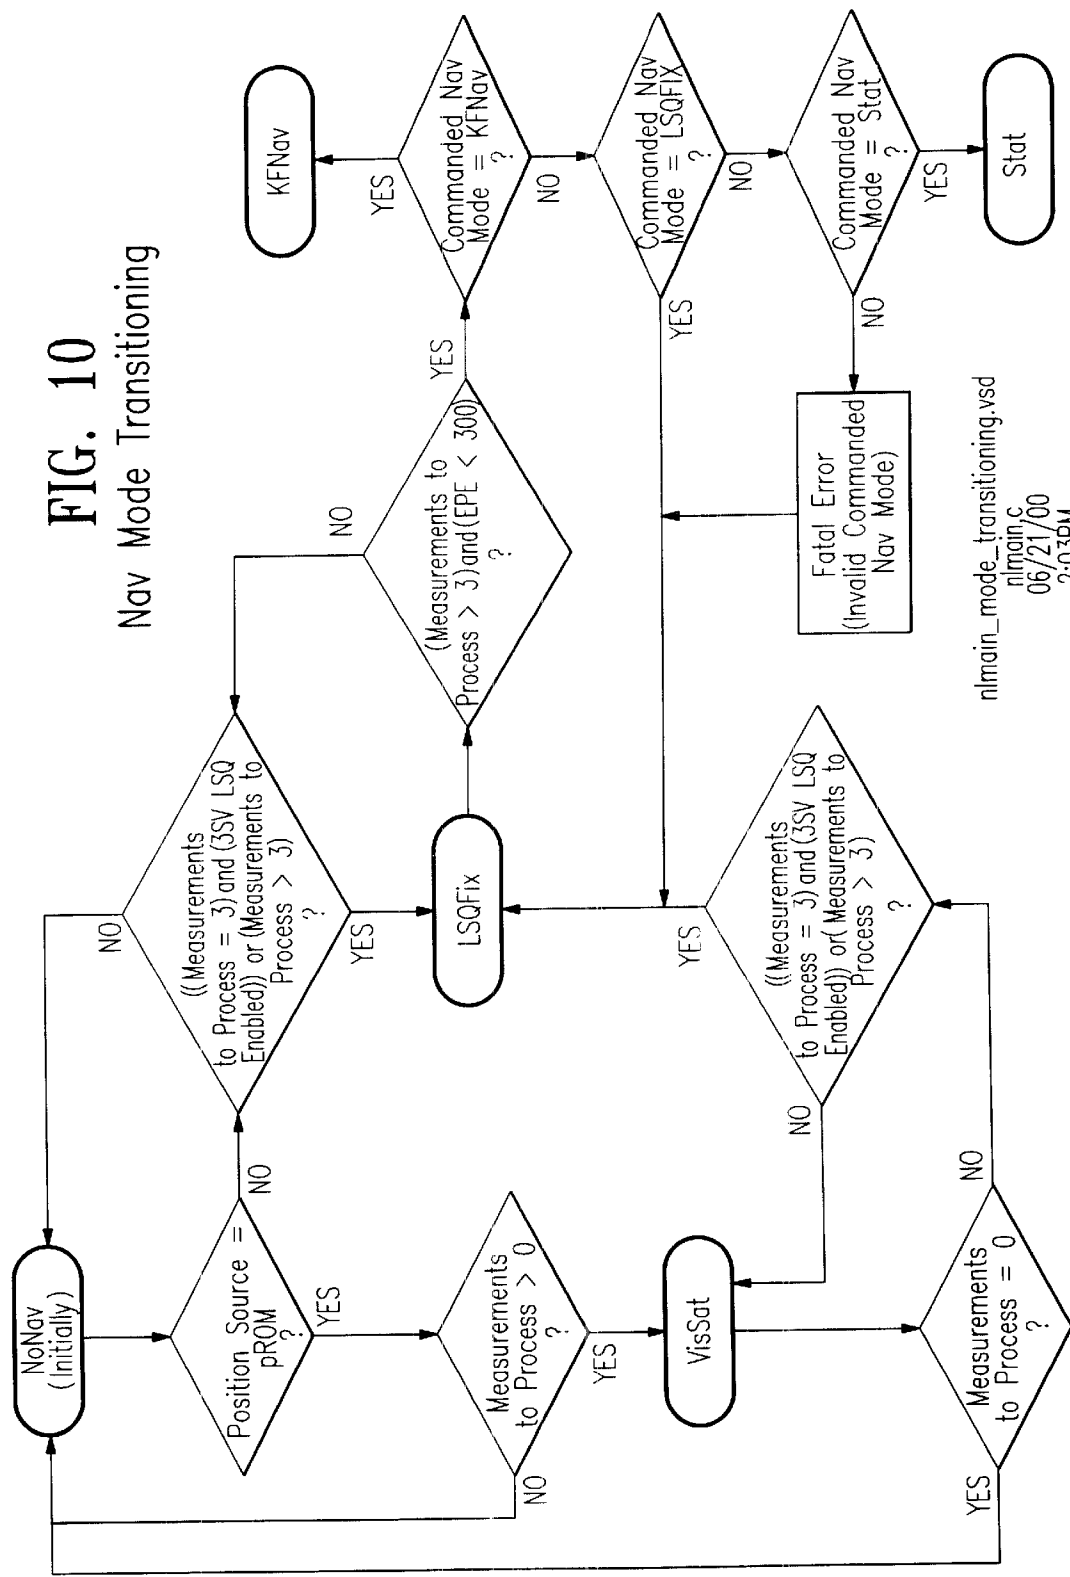 FIG. 10
Nav Mode Transitioning
NoNav
(Initially)
Position Source =
pROM
?
NO
YES
Measurements
to Process > 0
?
NO
YES
VisSat
Measurements
to Process = 0
?
YES
NO
((Measurements
to Process = 3) and (3SV LSQ
Enabled)) or (Measurements to
Process > 3)
?
NO
YES
LSQFix
((Measurements
to Process = 3) and (3SV LSQ
Enabled)) or (Measurements to
Process > 3)
?
NO
YES
(Measurements to
Process > 3) and (EPE < 300)
?
NO
YES
KFNav
Commanded Nav
Mode = KFNav
?
YES
NO
Commanded Nav
Mode = LSQFIX
?
YES
NO
Commanded Nav
Mode = Stat
?
NO
YES
Stat
Fatal Error
(Invalid Commanded
Nav Mode)
nlmain_mode_transitioning.vsd
nlmain,c
06/21/00
2:03PM